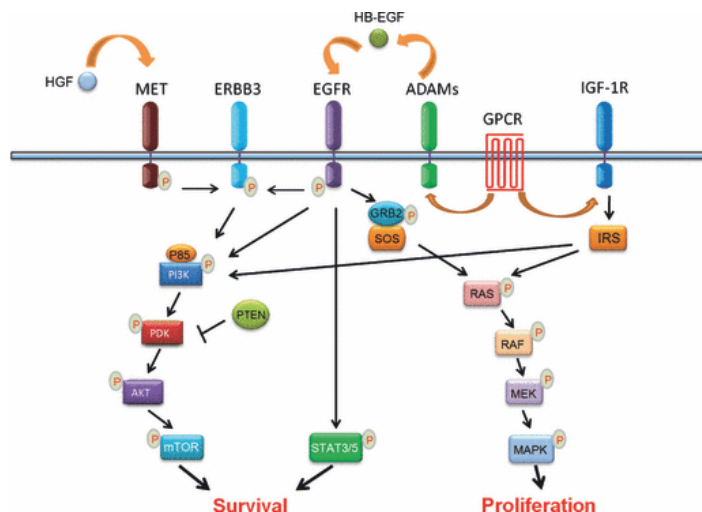 HB-EGF
HGF
MET
ERBB3
EGFR
ADAMs
GPCR
IGF-1R
P
P
P
GRB2
P
SOS
IRS
P85
PI3K
P
RAS
P
PTEN
P
PDK
RAF
P
P
AKT
MEK
P
P
mTOR
STAT3/5
P
MAPK
P
Survival
Proliferation